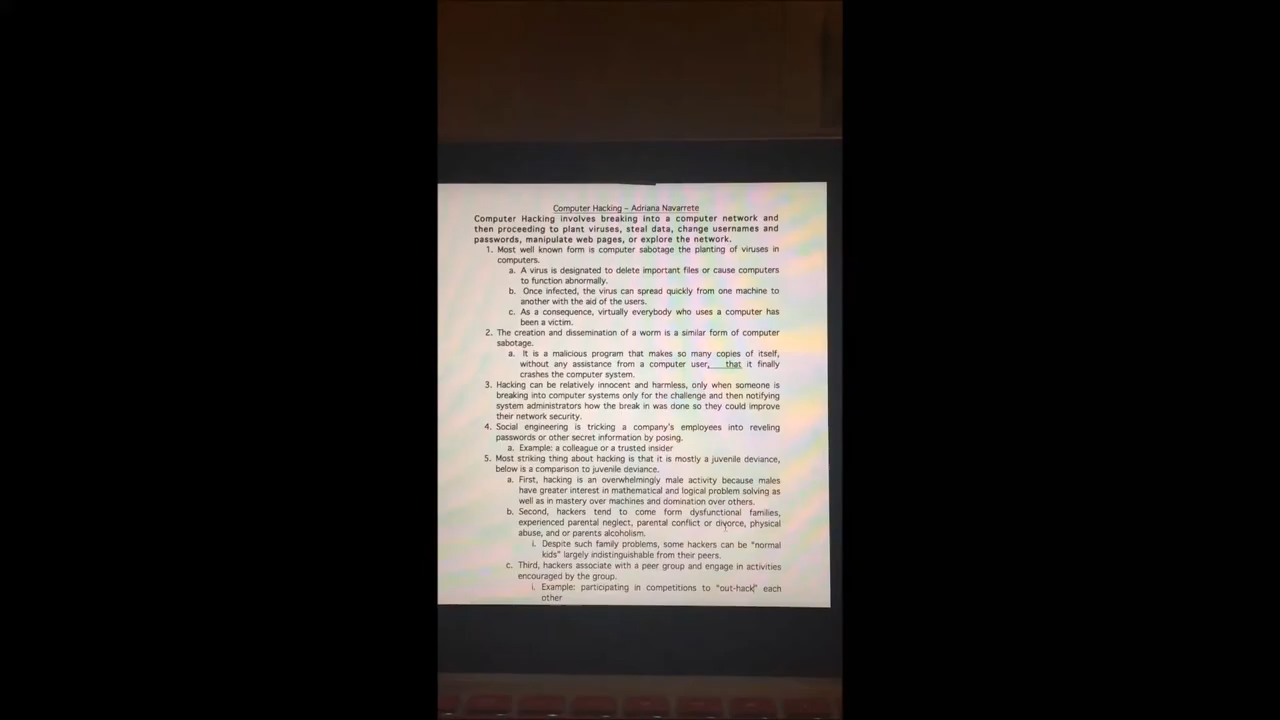 Computer Hacking – Adriana Navarrete
Computer Hacking involves breaking into a computer network and
then proceeding to plant viruses, steal data, change usernames and
passwords, manipulate web pages, or explore the network.
1. Most well known form is computer sabotage the planting of viruses in
computers.
a. A virus is designated to delete important files or cause computers
to function abnormally.
b. Once infected, the virus can spread quickly from one machine to
another with the aid of the users.
c. As a consequence, virtually everybody who uses a computer has
been a victim.
2. The creation and dissemination of a worm is a similar form of computer
sabotage.
a. It is a malicious program that makes so many copies of itself,
without any assistance from a computer user, that it finally
crashes the computer system.
3. Hacking can be relatively innocent and harmless, only when someone is
breaking into computer systems only for the challenge and then notifying
system administrators how the break in was done so they could improve
their network security.
4. Social engineering is tricking a company's employees into reveling
passwords or other secret information by posing.
a. Example: a colleague or a trusted insider
5. Most striking thing about hacking is that it is mostly a juvenile deviance,
below is a comparison to juvenile deviance.
a. First, hacking is an overwhelmingly male activity because males
have greater interest in mathematical and logical problem solving as
well as in mastery over machines and domination over others.
b. Second, hackers tend to come form dysfunctional families,
experienced parental neglect, parental conflict or divorce, physical
abuse, and or parents alcoholism.
i. Despite such family problems, some hackers can be "normal
kids" largely indistinguishable from their peers.
c. Third, hackers associate with a peer group and engage in activities
encouraged by the group.
i. Example: participating in competitions to "out-hack" each
other